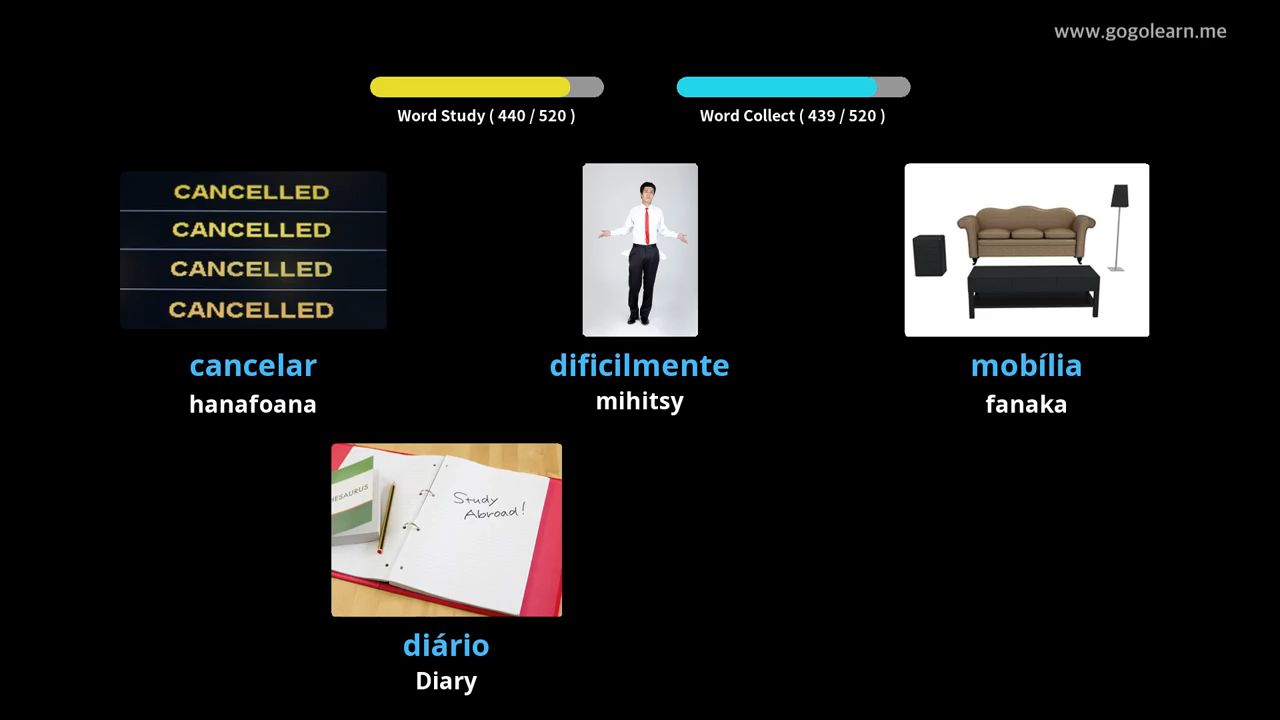 www.gogolearn.me
Word Study ( 440 / 520 )
Word Collect ( 439 / 520 )
CANCELLED
CANCELLED
CANCELLED
CANCELLED
cancelar
hanafoana
dificilmente
mihitsy
mobília
fanaka
HESAURUS
Study
Abroad!
diário
Diary